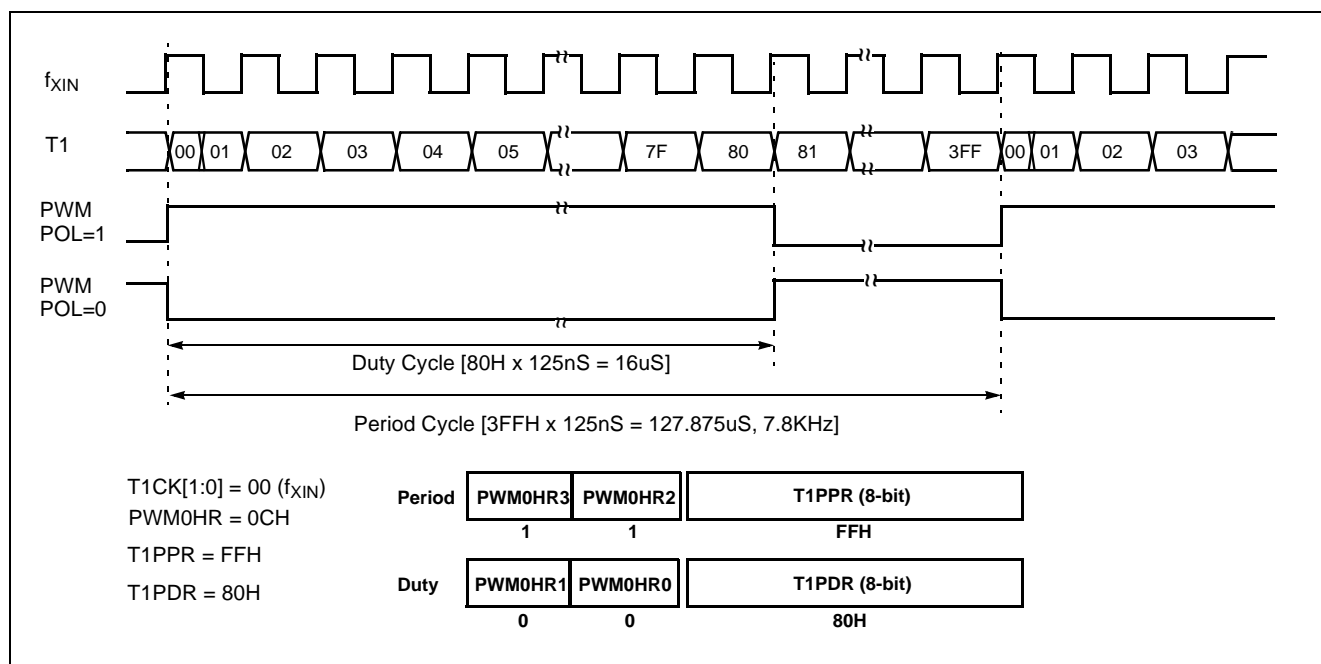 fXIN
T1
00 01 02 03 04 05 7F 80 81 3FF 00 01 02 03
PWM
POL=1
PWM
POL=0
Duty Cycle [80H x 125nS = 16uS]
Period Cycle [3FFH x 125nS = 127.875uS, 7.8KHz]
T1CK[1:0] = 00 (fXIN)
PWM0HR = 0CH
T1PPR = FFH
T1PDR = 80H
Period PWM0HR3 PWM0HR2 T1PPR (8-bit)
1 1 FFH
Duty PWM0HR1 PWM0HR0 T1PDR (8-bit)
0 0 80H